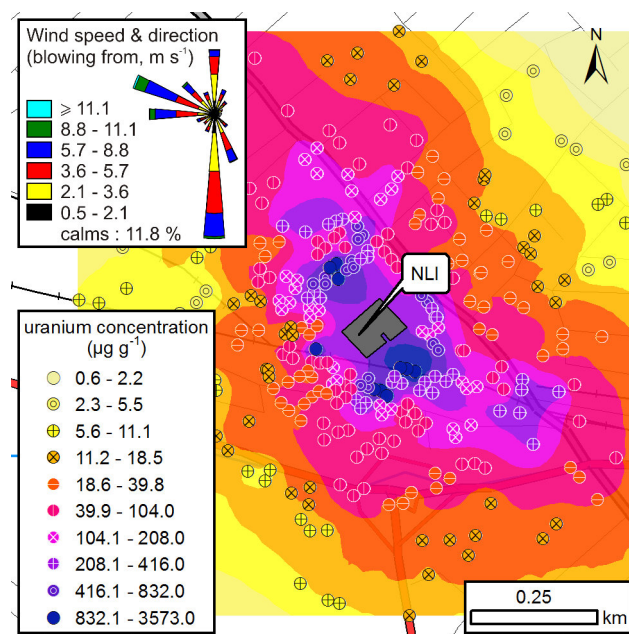 Wind speed & direction
(blowing from, m s⁻¹)
⩾ 11.1
8.8 - 11.1
5.7 - 8.8
3.6 - 5.7
2.1 - 3.6
0.5 - 2.1
calms : 11.8 %
N
NLI
uranium concentration
(µg g⁻¹)
0.6 - 2.2
2.3 - 5.5
5.6 - 11.1
11.2 - 18.5
18.6 - 39.8
39.9 - 104.0
104.1 - 208.0
208.1 - 416.0
416.1 - 832.0
832.1 - 3573.0
0.25
km